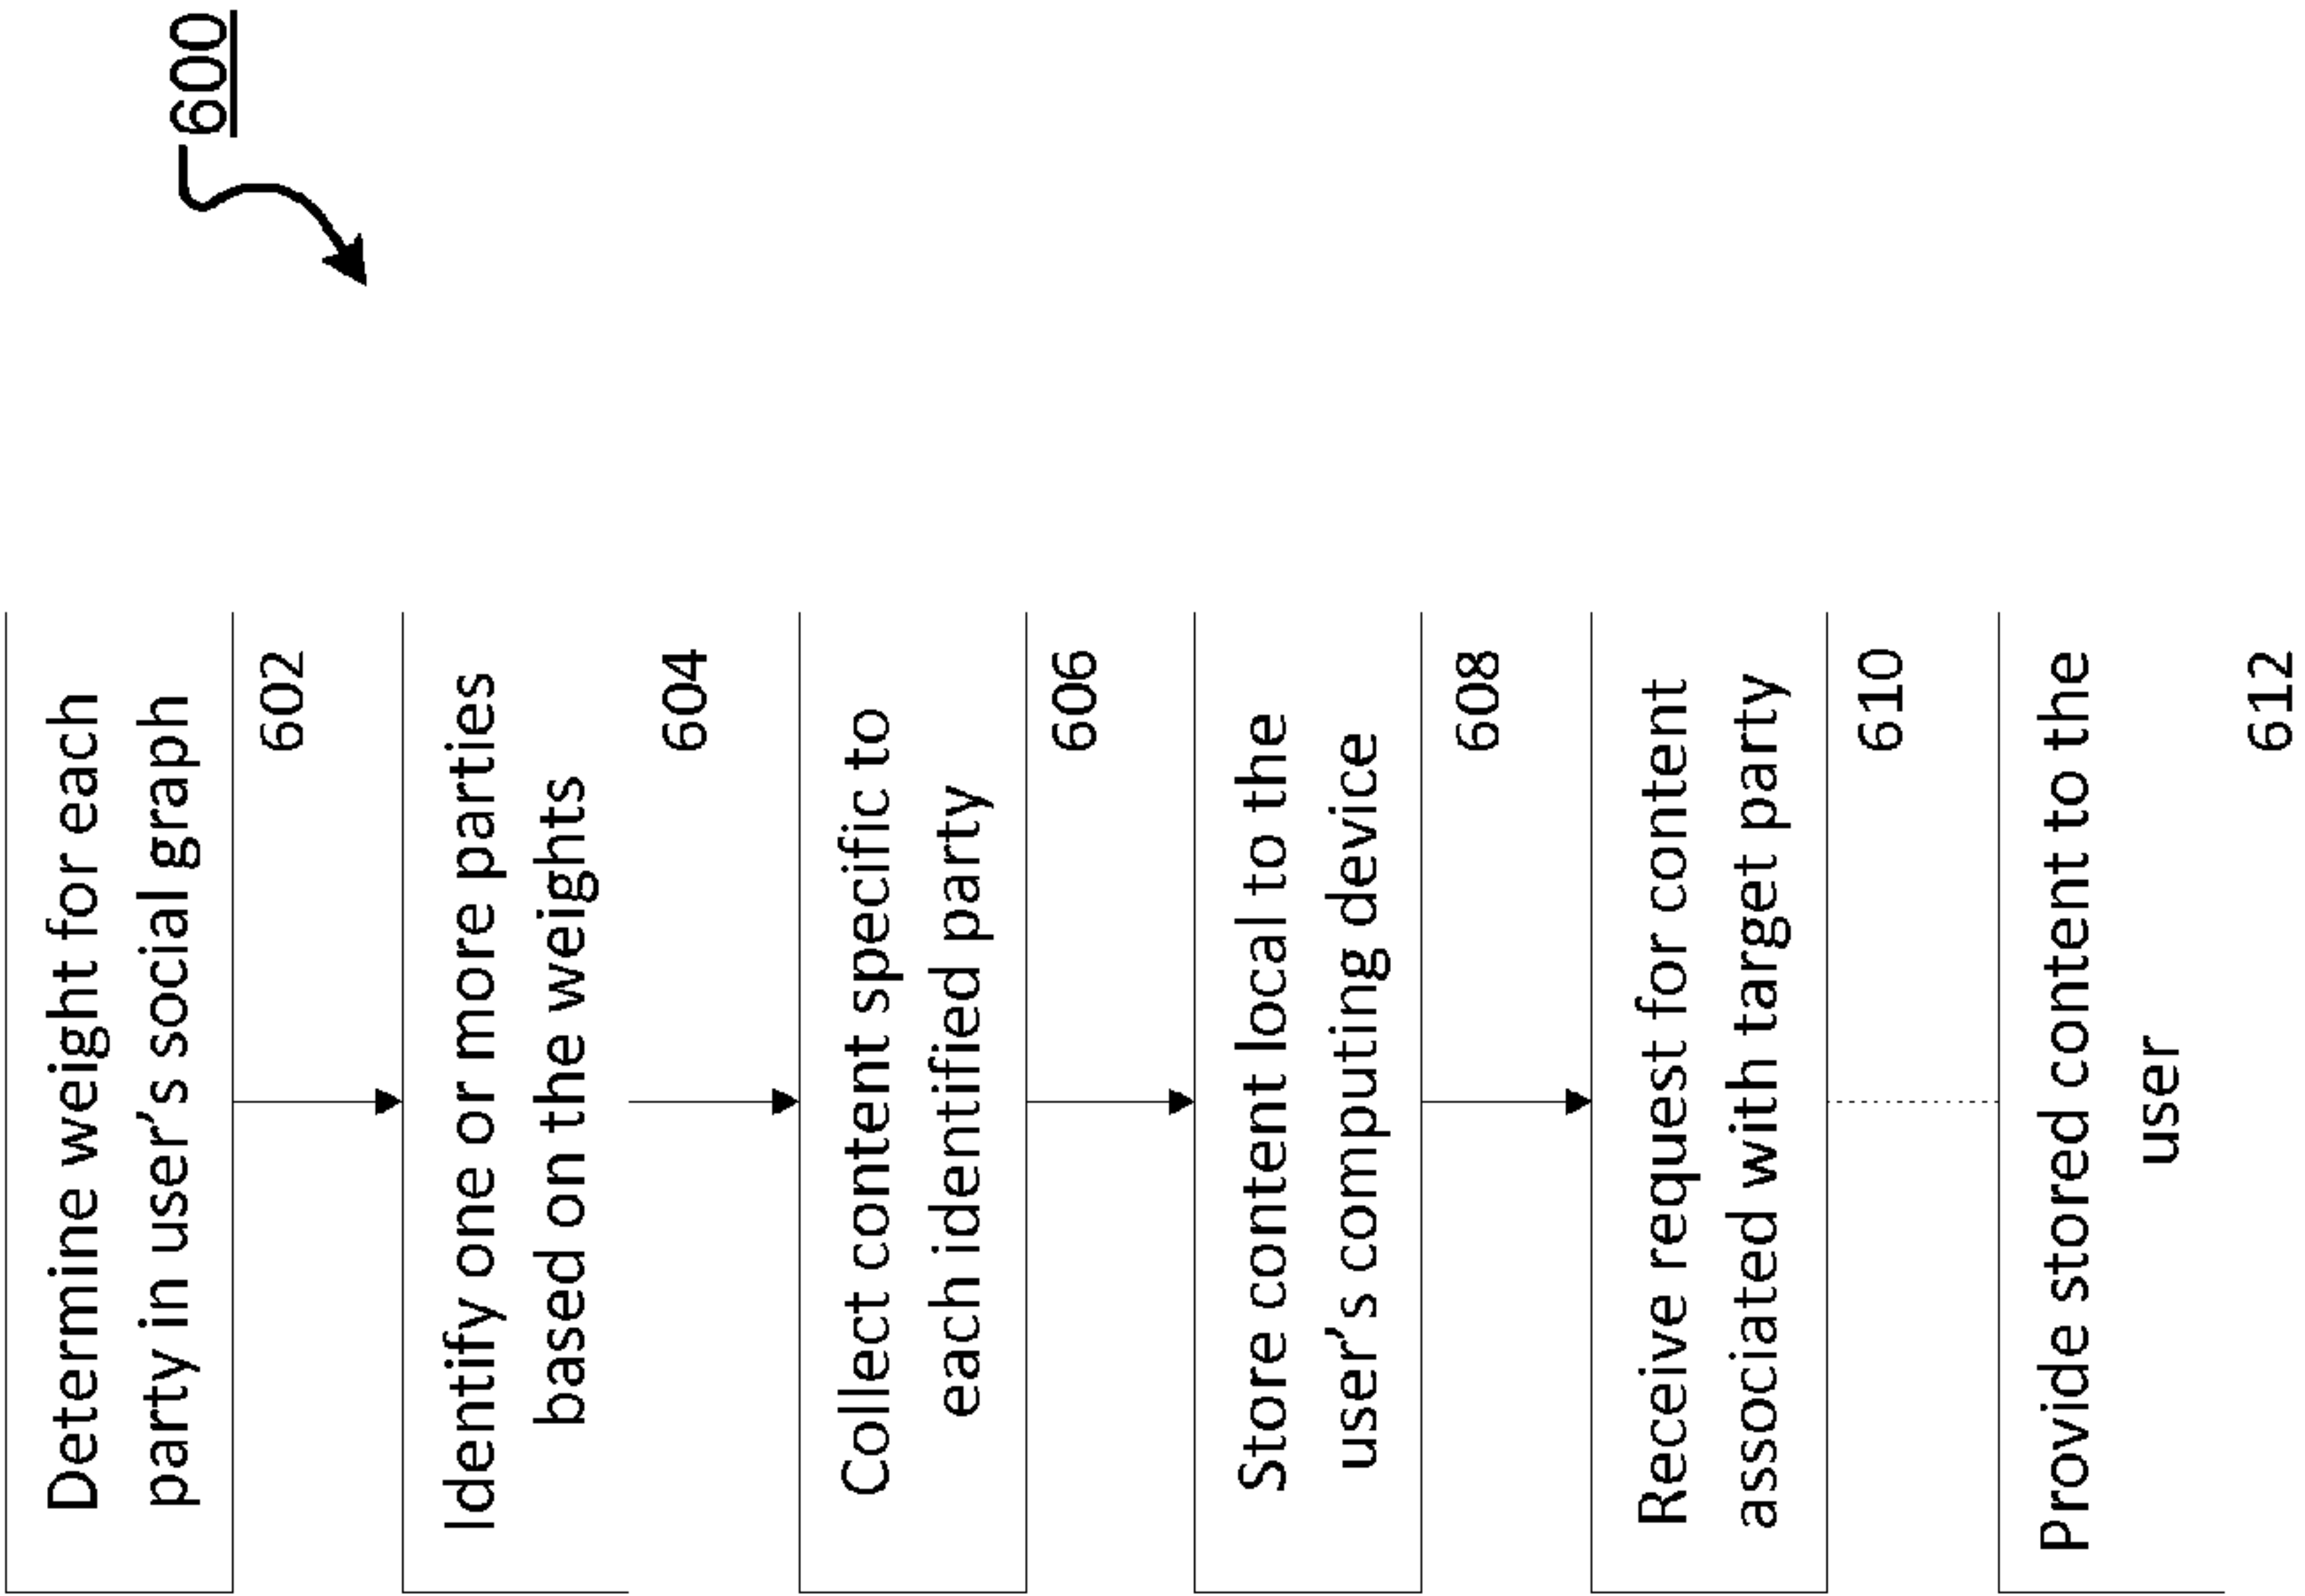 600
Determine weight for each
party in user's social graph
602
Identify one or more parties
based on the weights
604
Collect content specific to
each identified party
606
Store content local to the
user's computing device
608
Receive request for content
associated with target party
610
Provide stored content to the
user
612